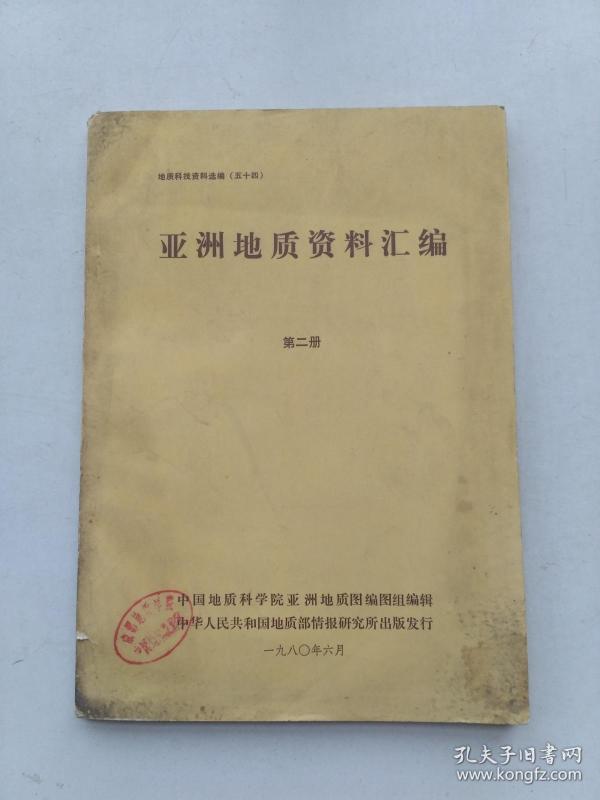 地质科技资料选编（五十四）
亚洲地质资料汇编
第二册
中国地质科学院亚洲地质图编图组编辑
中华人民共和国地质部情报研究所出版发行
一九八〇年六月
孔夫子旧书网
www.kongfz.com